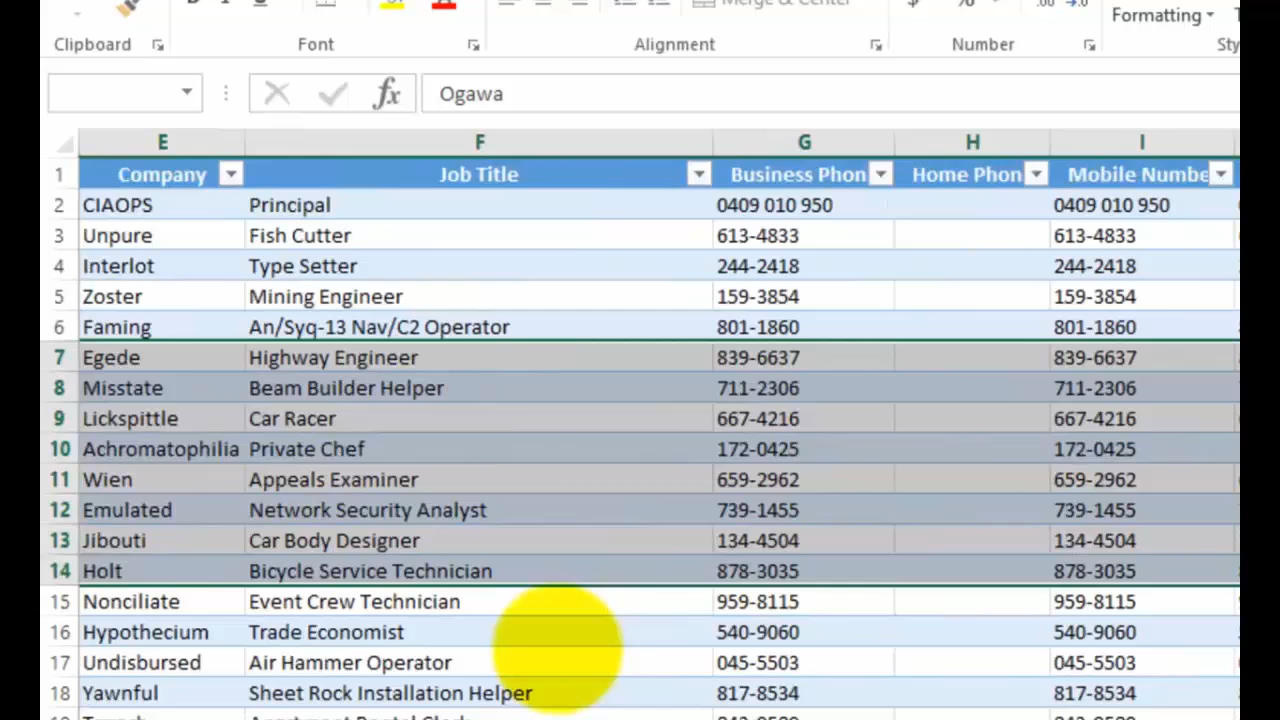 Merge & Center
$ %
Formatting
Clipboard Font Alignment Number Sty
fx Ogawa
E F G H I
1 Company Job Title Business Phon Home Phon Mobile Numbe
2 CIAOPS Principal 0409 010 950 0409 010 950
3 Unpure Fish Cutter 613-4833 613-4833
4 Interlot Type Setter 244-2418 244-2418
5 Zoster Mining Engineer 159-3854 159-3854
6 Faming An/Syq-13 Nav/C2 Operator 801-1860 801-1860
7 Egede Highway Engineer 839-6637 839-6637
8 Misstate Beam Builder Helper 711-2306 711-2306
9 Lickspittle Car Racer 667-4216 667-4216
10 Achromatophilia Private Chef 172-0425 172-0425
11 Wien Appeals Examiner 659-2962 659-2962
12 Emulated Network Security Analyst 739-1455 739-1455
13 Jibouti Car Body Designer 134-4504 134-4504
14 Holt Bicycle Service Technician 878-3035 878-3035
15 Nonciliate Event Crew Technician 959-8115 959-8115
16 Hypothecium Trade Economist 540-9060 540-9060
17 Undisbursed Air Hammer Operator 045-5503 045-5503
18 Yawnful Sheet Rock Installation Helper 817-8534 817-8534